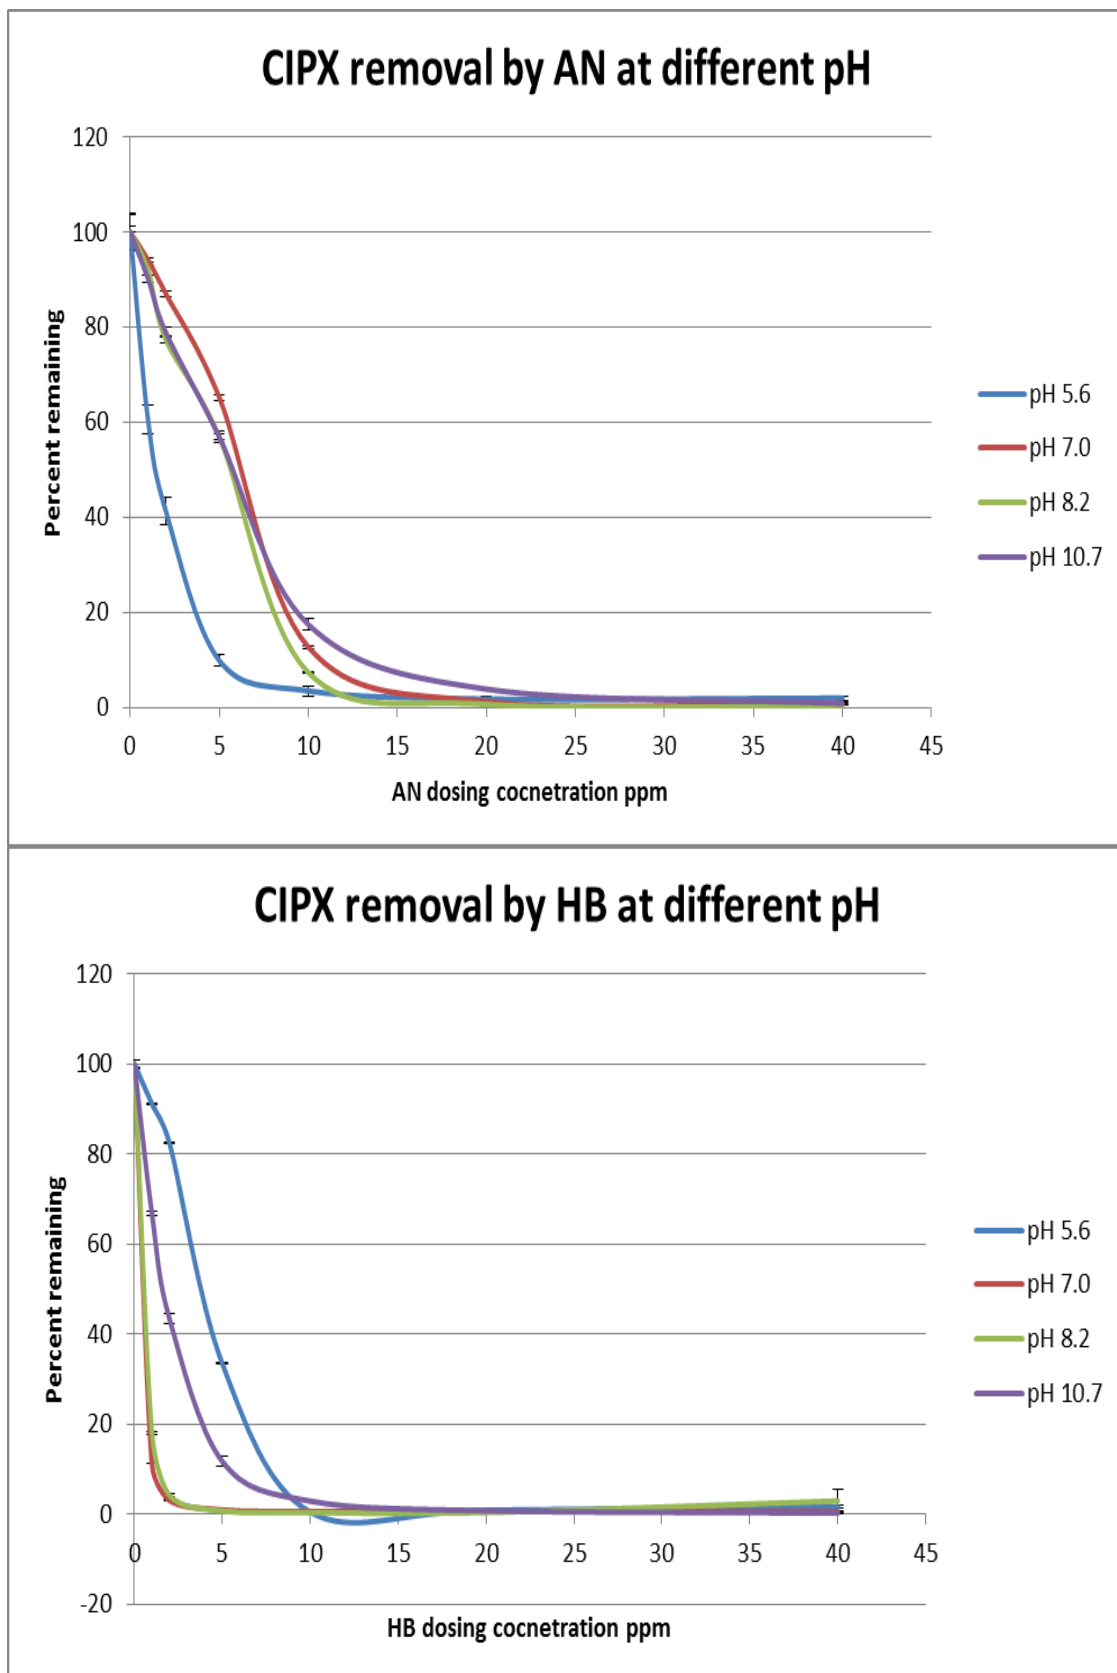 CIPX removal by AN at different pH
120
100
80
60
40
20
0
Percent remaining
0 5 10 15 20 25 30 35 40 45
AN dosing cocnetration ppm
pH 5.6
pH 7.0
pH 8.2
pH 10.7
CIPX removal by HB at different pH
120
100
80
60
40
20
0
-20
Percent remaining
0 5 10 15 20 25 30 35 40 45
HB dosing cocnetration ppm
pH 5.6
pH 7.0
pH 8.2
pH 10.7